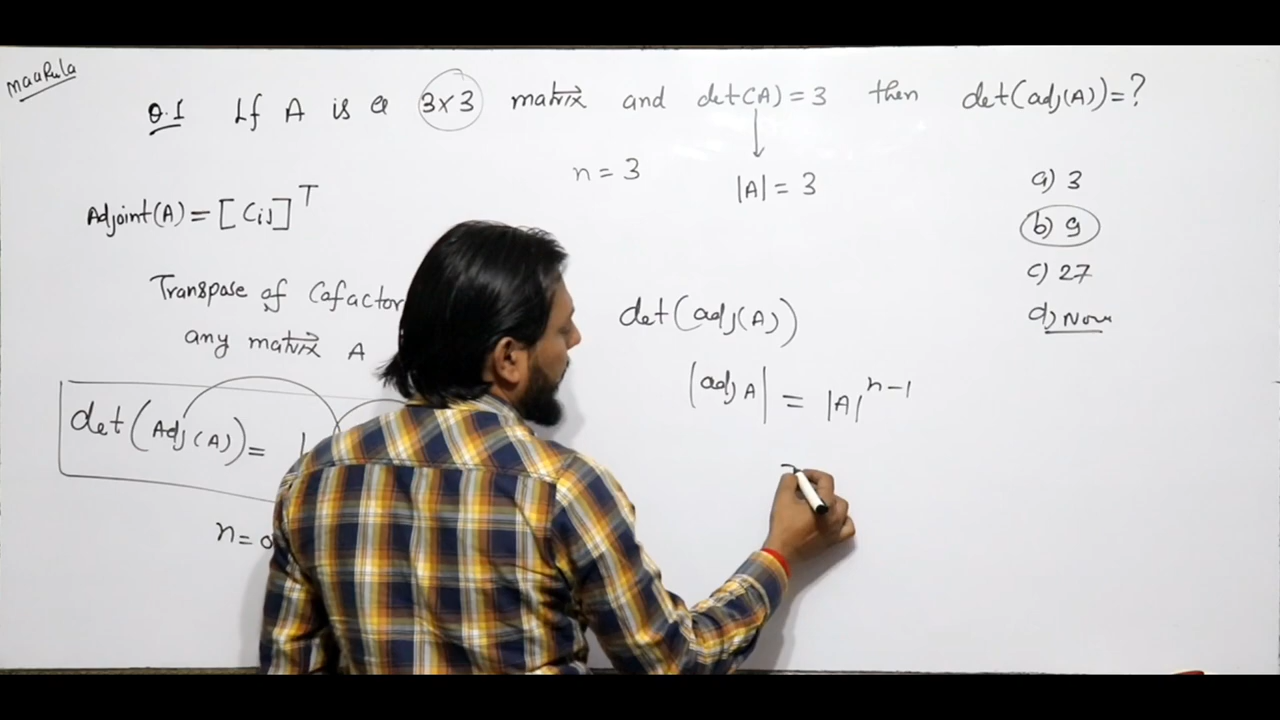 maaRula
Q.1 If A is a 3x3 matrix and det(A) = 3 then det(adj(A)) = ?
n = 3
|A| = 3
a) 3
b) 9
c) 27
d) None
Adjoint(A) = [Cij]^T
Transpose of Cofactor
any matrix A
det(Adj(A)) =
n =
det(adj(A))
|adj A| = |A|^n-1